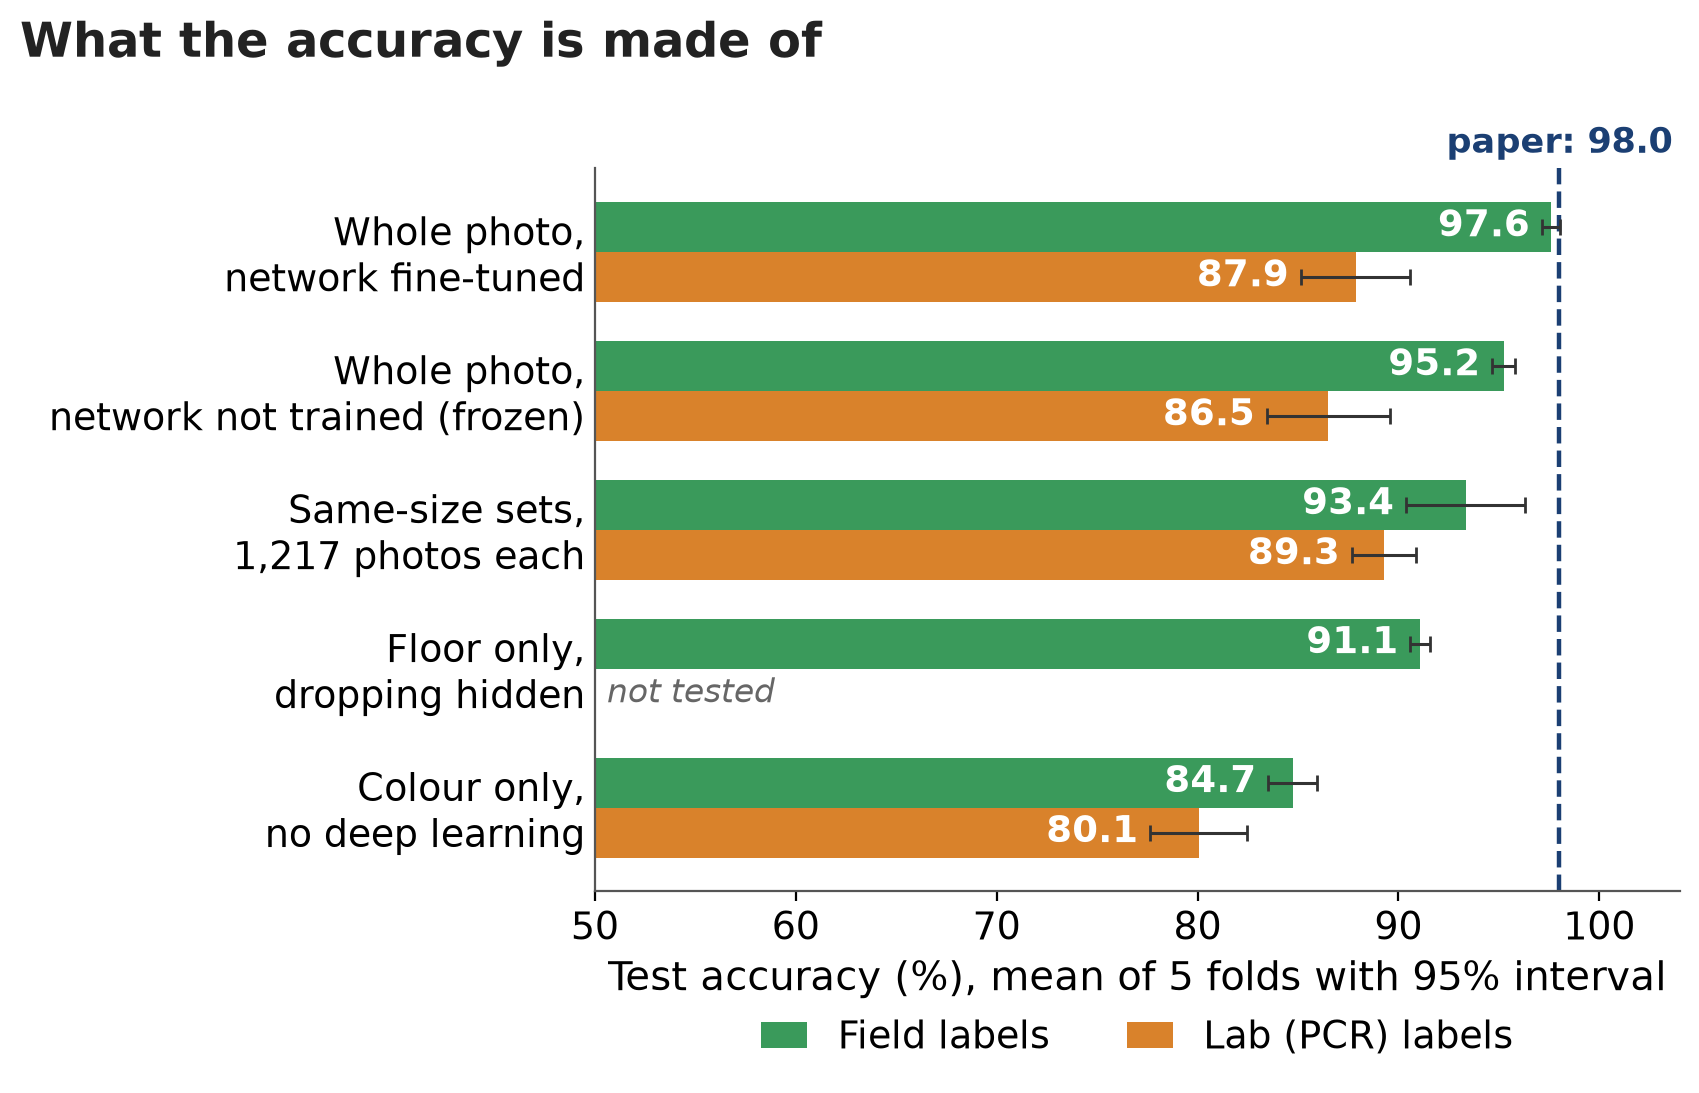 What the accuracy is made of
paper: 98.0
Whole photo,
network fine-tuned
97.6
87.9
Whole photo,
network not trained (frozen)
95.2
86.5
Same-size sets,
1,217 photos each
93.4
89.3
Floor only,
dropping hidden
91.1
not tested
Colour only,
no deep learning
84.7
80.1
50 60 70 80 90 100
Test accuracy (%), mean of 5 folds with 95% interval
Field labels Lab (PCR) labels